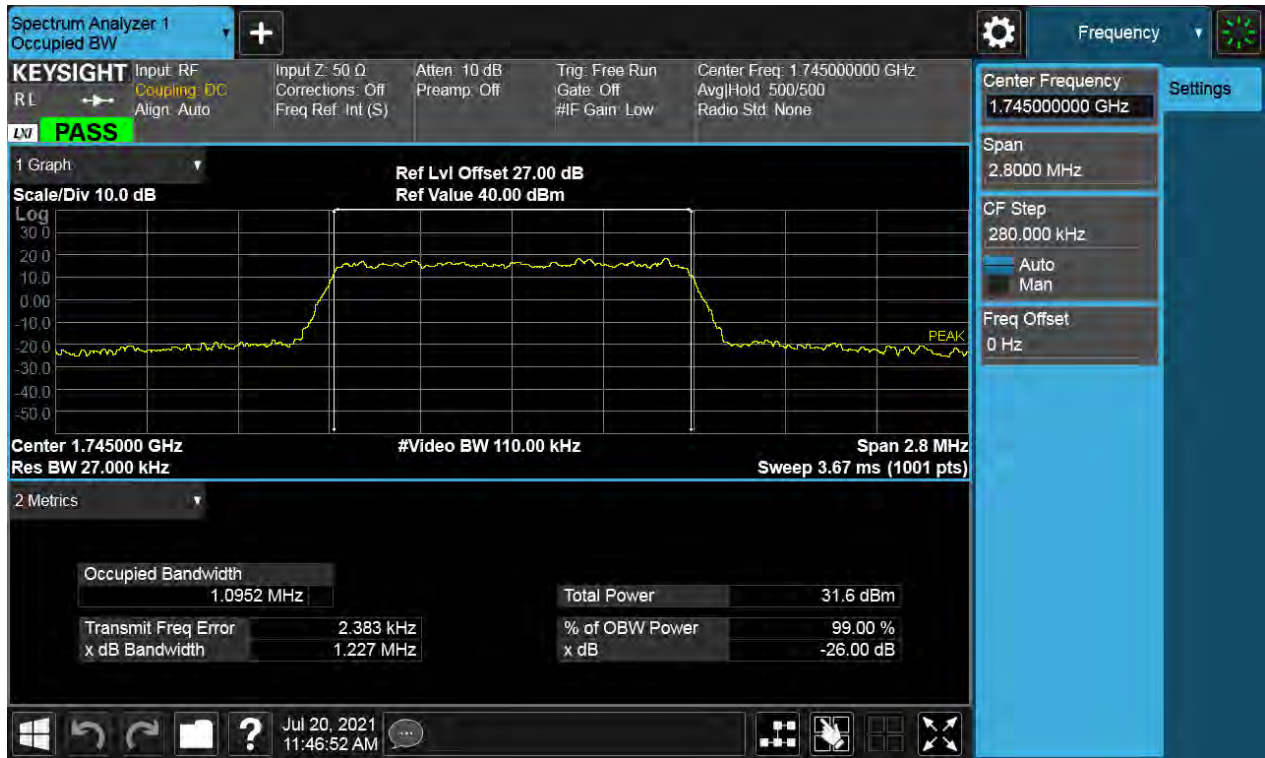 Spectrum Analyzer 1
Occupied BW
+
Frequency
KEYSIGHT
RL
LXI
PASS
Input: RF
Coupling: DC
Align: Auto
Input Z: 50 Ω
Corrections: Off
Freq Ref: Int (S)
Atten: 10 dB
Preamp: Off
Trig: Free Run
Gate: Off
#IF Gain: Low
Center Freq: 1.745000000 GHz
Avg|Hold: 500/500
Radio Std: None
Center Frequency
1.745000000 GHz
Settings
Span
2.8000 MHz
CF Step
280.000 kHz
Auto
Man
Freq Offset
0 Hz
1 Graph
Ref Lvl Offset 27.00 dB
Scale/Div 10.0 dB
Ref Value 40.00 dBm
Log
30.0
20.0
10.0
0.00
-10.0
-20.0
-30.0
-40.0
-50.0
PEAK
Center 1.745000 GHz
#Video BW 110.00 kHz
Span 2.8 MHz
Res BW 27.000 kHz
Sweep 3.67 ms (1001 pts)
2 Metrics
Occupied Bandwidth
1.0952 MHz
Transmit Freq Error 2.383 kHz
x dB Bandwidth 1.227 MHz
Total Power 31.6 dBm
% of OBW Power 99.00 %
x dB -26.00 dB
?
Jul 20, 2021
11:46:52 AM